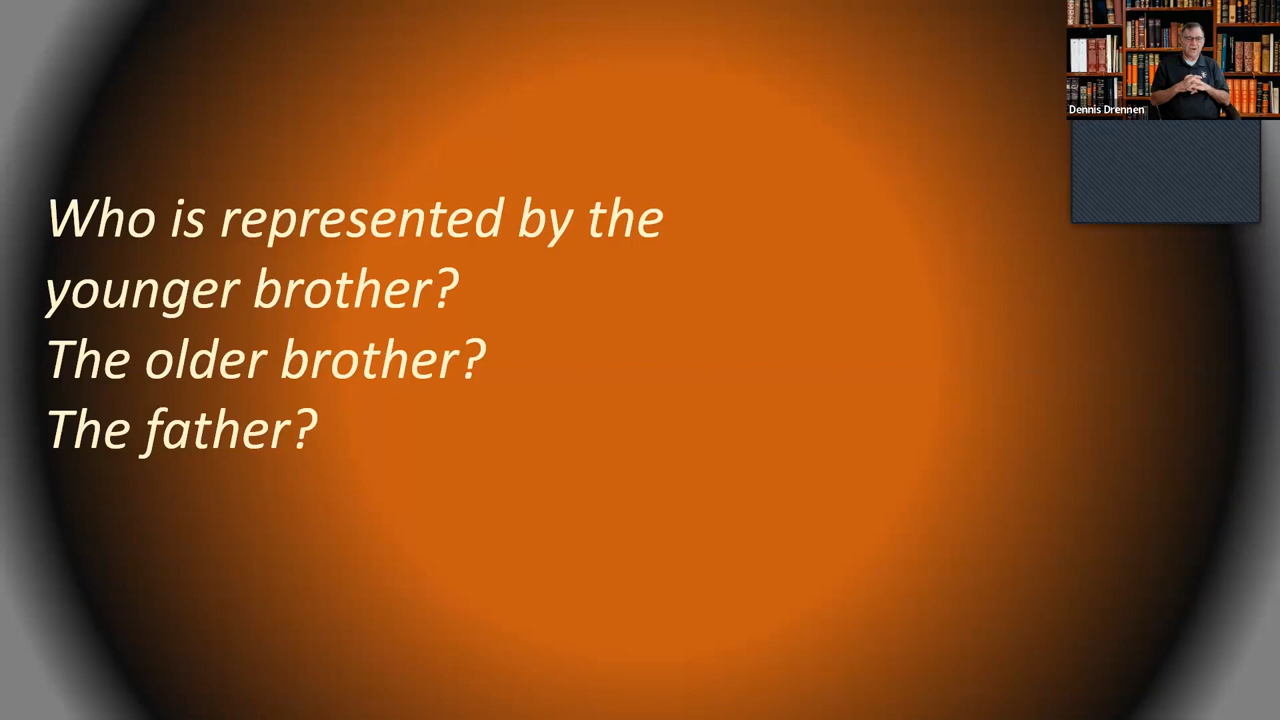 Who is represented by the
younger brother?
The older brother?
The father?
Dennis Drennen